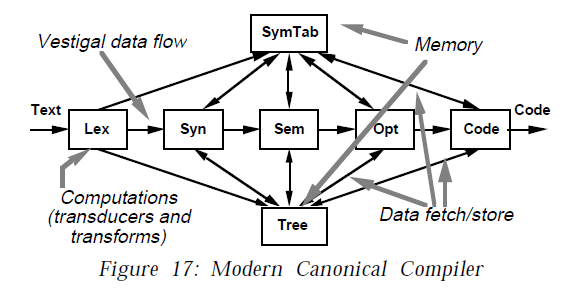 SymTab
Vestigal data flow
Memory
Text
Code
Lex
Syn
Sem
Opt
Code
Computations
(transducers and
transforms)
Tree
Data fetch/store
Figure 17: Modern Canonical Compiler